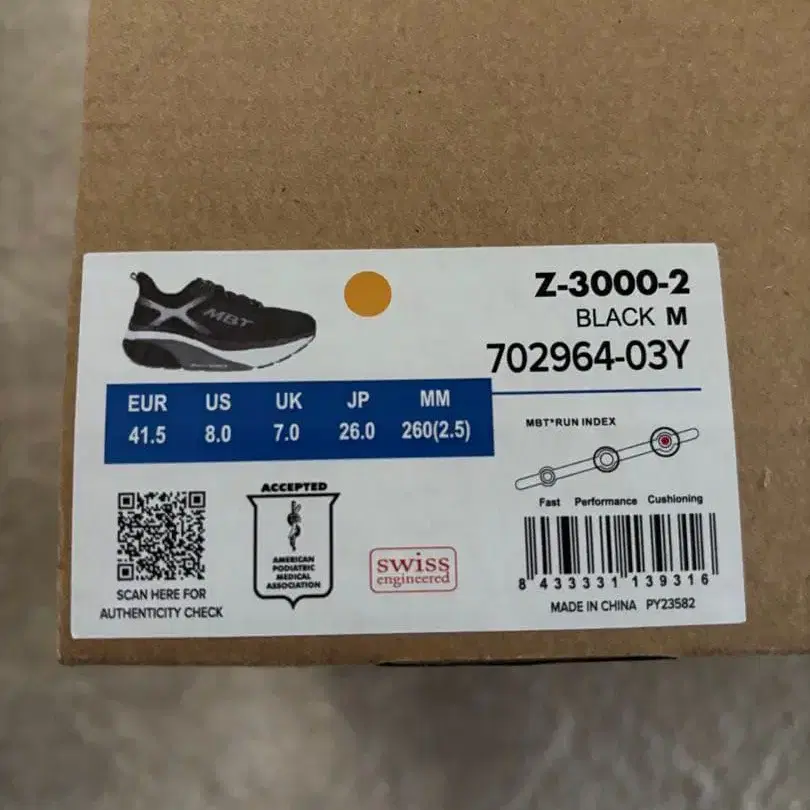 MBT
Z-3000-2
BLACK M
702964-03Y
EUR US UK JP MM
41.5 8.0 7.0 26.0 260(2.5)
MBT*RUN INDEX
Fast Performance Cushioning
SCAN HERE FOR
AUTHENTICITY CHECK
ACCEPTED
AMERICAN
PODIATRIC
MEDICAL
ASSOCIATION
swiss
engineered
8 433331 139316
MADE IN CHINA PY23582